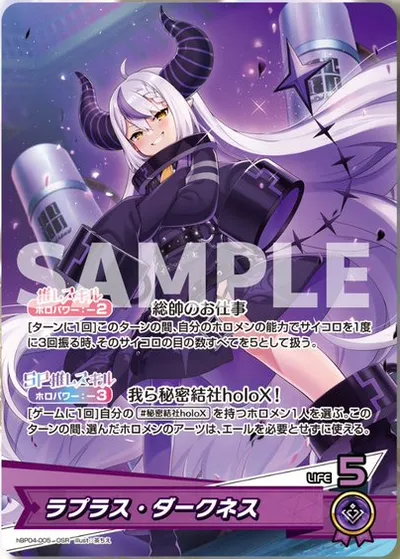 SAMPLE
推しスキル
ホロパワー：－2
総帥のお仕事
[ターンに1回]このターンの間、自分のホロメンの能力でサイコロを1度
に3回振る時、そのサイコロの目の数すべてを5として扱う。
SP推しスキル
ホロパワー：－3
我ら秘密結社holoX！
[ゲームに1回]自分の #秘密結社holoX を持つホロメン1人を選ぶ。この
ターンの間、選んだホロメンのアーツは、エールを必要とせずに使える。
LIFE 5
ラプラス・ダークネス
hBP04-005 OSR illust：茶ちえ